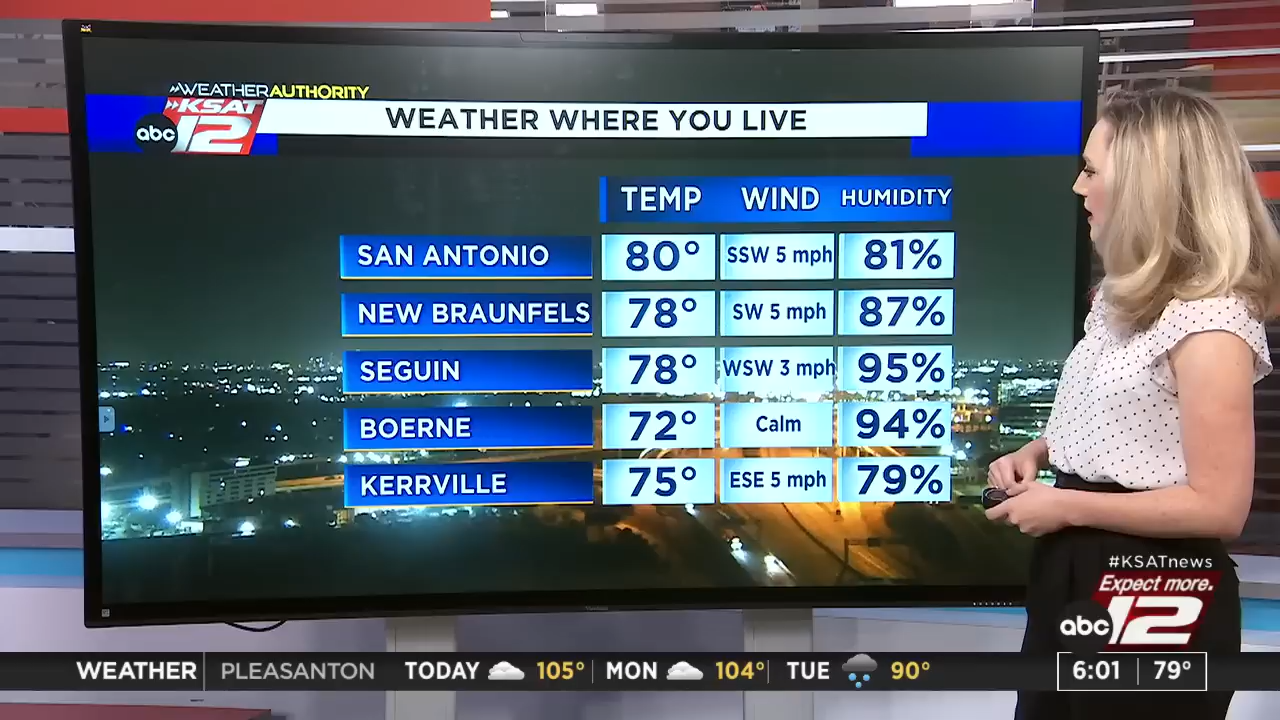 WEATHER AUTHORITY
KSAT
abc 12
WEATHER WHERE YOU LIVE
TEMP WIND HUMIDITY
SAN ANTONIO 80° SSW 5 mph 81%
NEW BRAUNFELS 78° SW 5 mph 87%
SEGUIN 78° WSW 3 mph 95%
BOERNE 72° Calm 94%
KERRVILLE 75° ESE 5 mph 79%
#KSATnews
Expect more.
abc 12
WEATHER PLEASANTON TODAY 105° MON 104° TUE 90° 6:01 79°